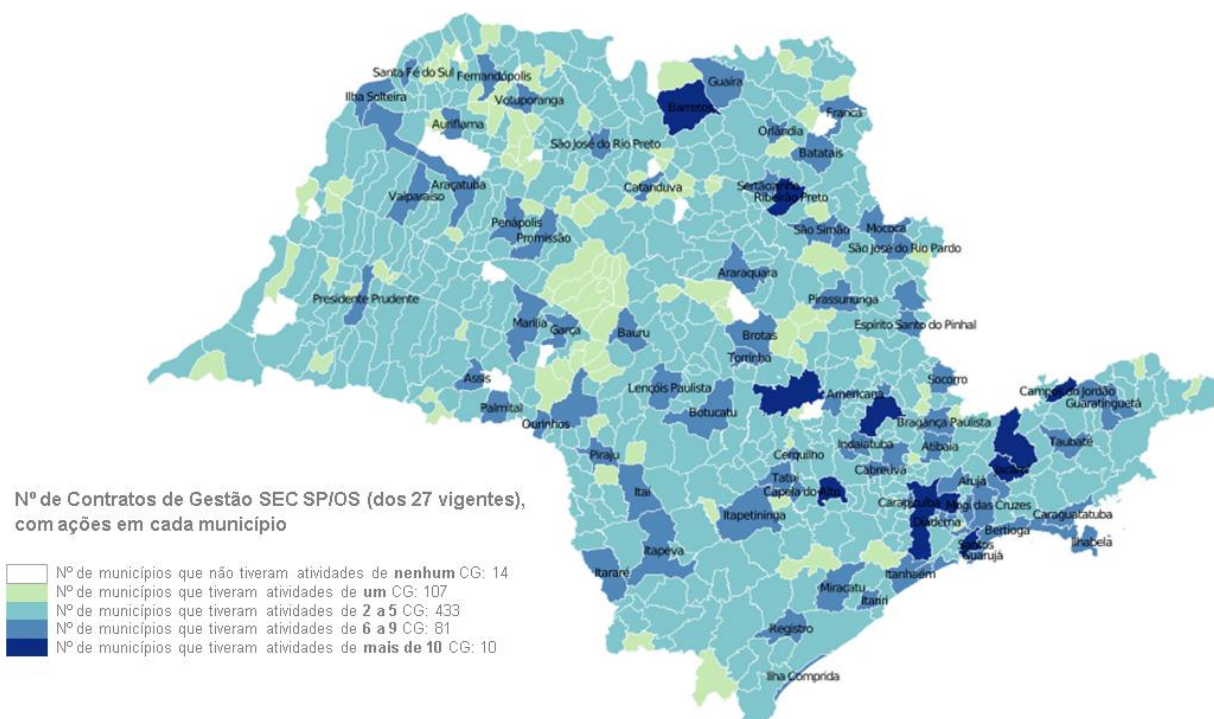 Santa Fé do Sul
Fernandópolis
Guaíra
Ilha Solteira
Votuporanga
Barretos
Franca
Auriflama
Orlândia
São José do Rio Preto
Batatais
Araçatuba
Catanduva
Sertãozinho
Valparaíso
Ribeirão Preto
Penápolis
Promissão
São Simão
Mococa
São José do Rio Pardo
Araraquara
Presidente Prudente
Pirassununga
Marília
Garça
Bauru
Brotas
Espírito Santo do Pinhal
Torrinha
Assis
Lençóis Paulista
Americana
Socorro
Campos do Jordão
Palmital
Botucatu
Guaratinguetá
Ourinhos
Bragança Paulista
Piraju
Cerquilho
Indaiatuba
Atibaia
Taubaté
Tatuí
Cabreúva
Jacareí
Itaí
Capela do Alto
Arujá
Itapetininga
Carapicuíba
Mogi das Cruzes
Caraguatatuba
Diadema
Bertioga
Itapeva
Santos
Ilhabela
Guarujá
Itararé
Itanhaém
Miracatu
Itariri
Registro
Ilha Comprida
Nº de Contratos de Gestão SEC SP/OS (dos 27 vigentes),
com ações em cada município
Nº de municípios que não tiveram atividades de nenhum CG: 14
Nº de municípios que tiveram atividades de um CG: 107
Nº de municípios que tiveram atividades de 2 a 5 CG: 433
Nº de municípios que tiveram atividades de 6 a 9 CG: 81
Nº de municípios que tiveram atividades de mais de 10 CG: 10